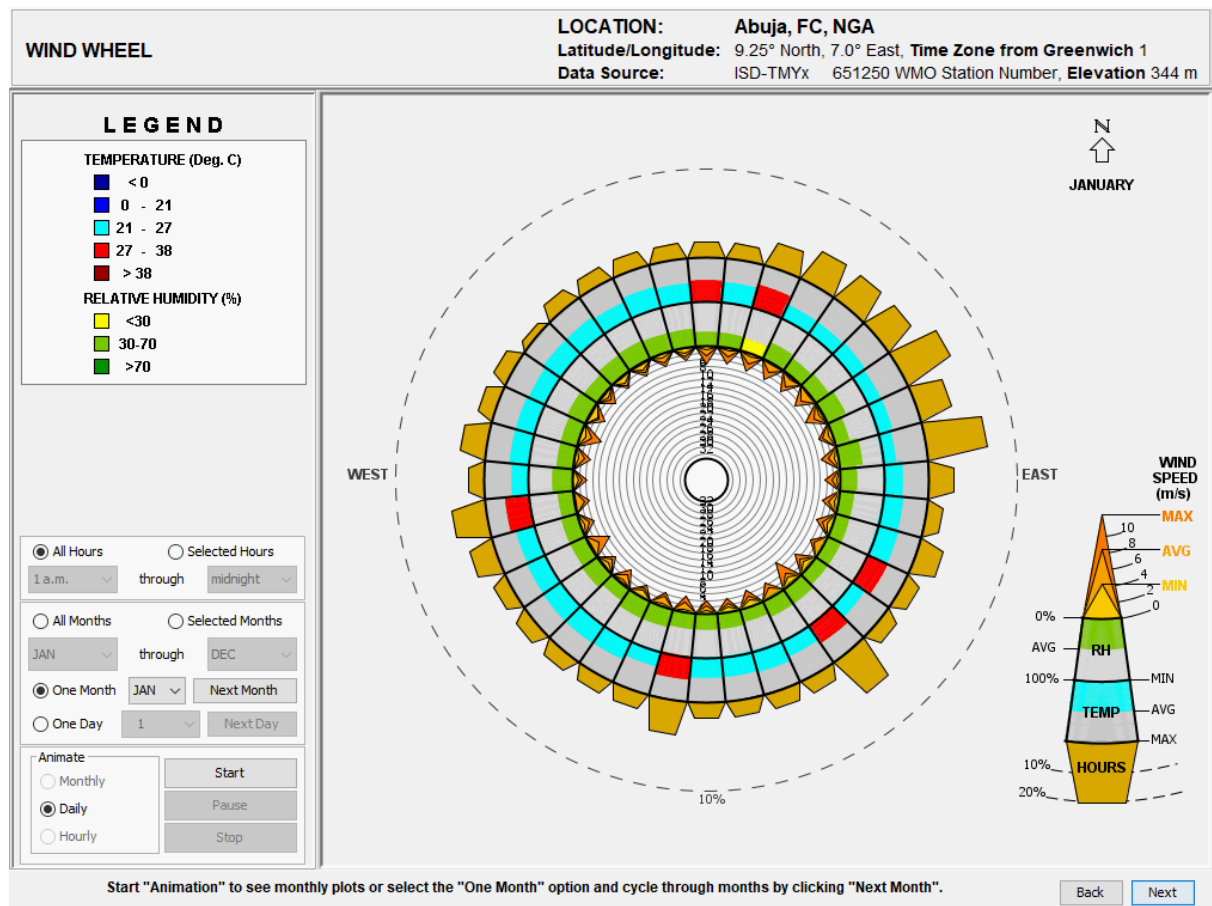 WIND WHEEL
LOCATION: Abuja, FC, NGA
Latitude/Longitude: 9.25° North, 7.0° East, Time Zone from Greenwich 1
Data Source: ISD-TMYx 651250 WMO Station Number, Elevation 344 m
LEGEND
TEMPERATURE (Deg. C)
< 0
0 - 21
21 - 27
27 - 38
> 38
RELATIVE HUMIDITY (%)
<30
30-70
>70
All Hours Selected Hours
1 a.m. through midnight
All Months Selected Months
JAN through DEC
One Month JAN Next Month
One Day 1 Next Day
Animate
Monthly
Daily
Hourly
Start
Pause
Stop
N
JANUARY
WEST
EAST
10
32
10
10%
WIND
SPEED
(m/s)
MAX
10
8
AVG
6
4
MIN
2
0
0%
AVG
RH
100%
MIN
TEMP
AVG
MAX
10%
HOURS
20%
Start "Animation" to see monthly plots or select the "One Month" option and cycle through months by clicking "Next Month".
Back Next